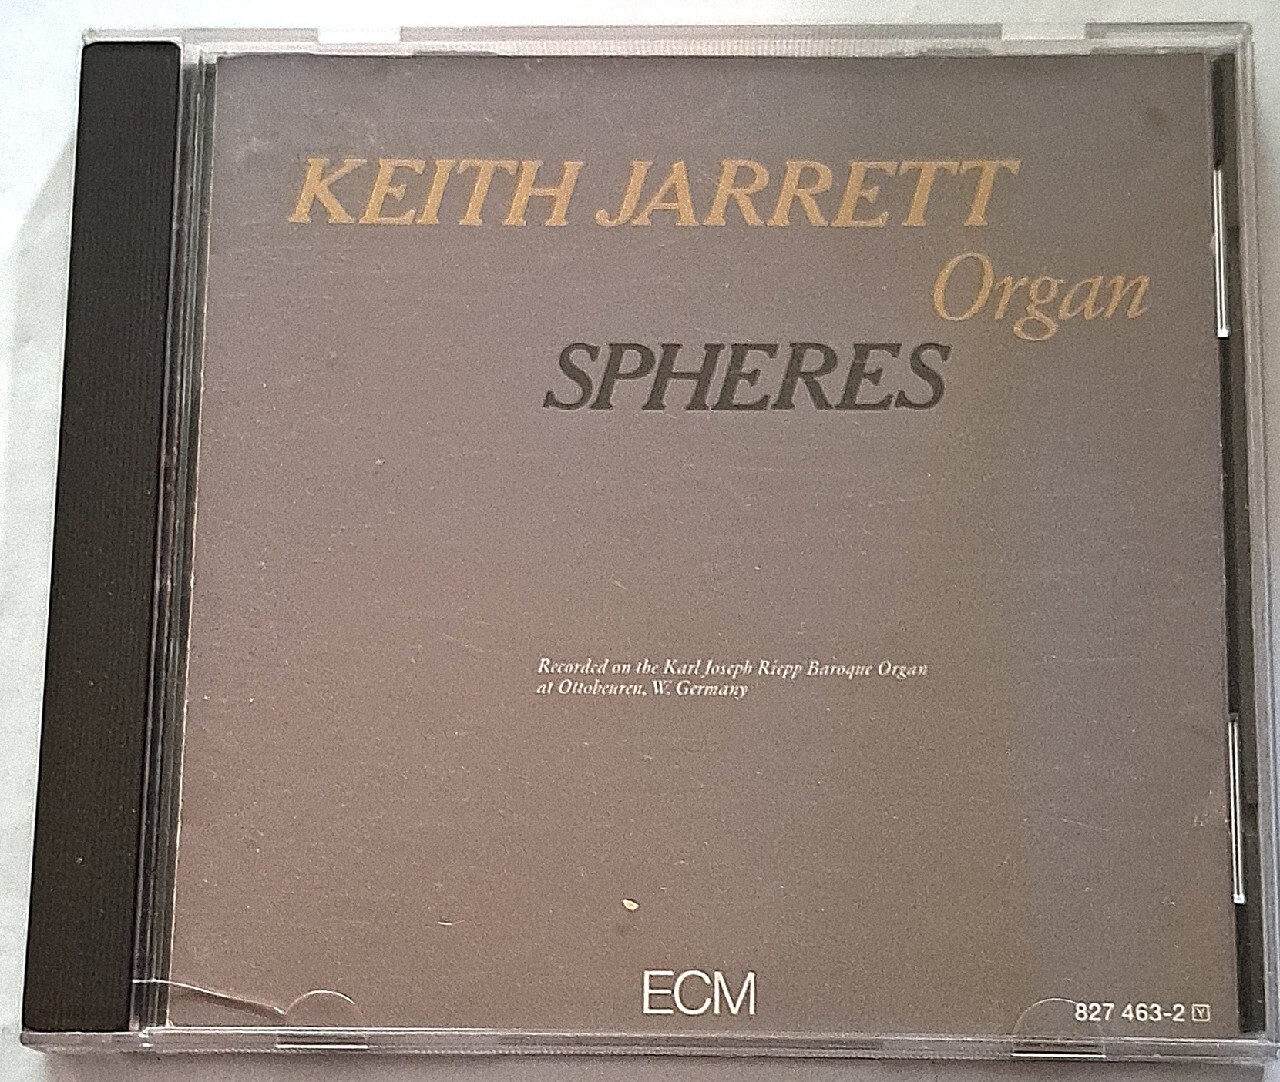 KEITH JARRETT
Organ
SPHERES
Recorded on the Karl Joseph Riepp Baroque Organ
at Ottobeuren, W. Germany
ECM
827 463-2 Y